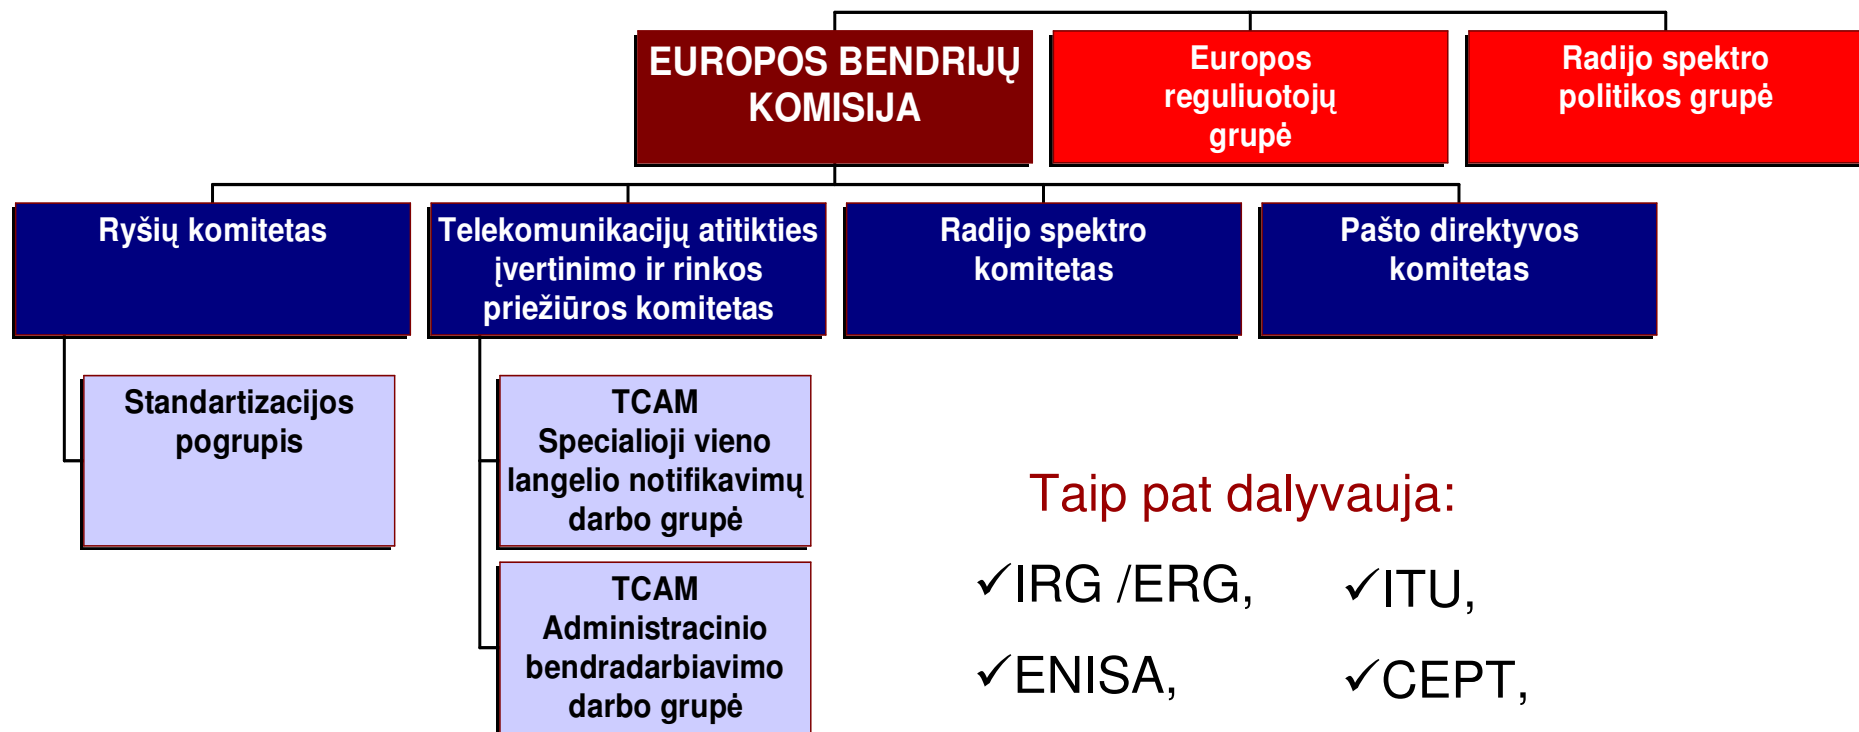 EUROPOS BENDRIJŲ
KOMISIJA
Europos
reguliuotojų
grupė
Radijo spektro
politikos grupė
Ryšių komitetas
Telekomunikacijų atitikties
įvertinimo ir rinkos
priežiūros komitetas
Radijo spektro
komitetas
Pašto direktyvos
komitetas
Standartizacijos
pogrupis
TCAM
Specialioji vieno
langelio notifikavimų
darbo grupė
TCAM
Administracinio
bendradarbiavimo
darbo grupė
Taip pat dalyvauja:
✓IRG /ERG,
✓ITU,
✓ENISA,
✓CEPT,